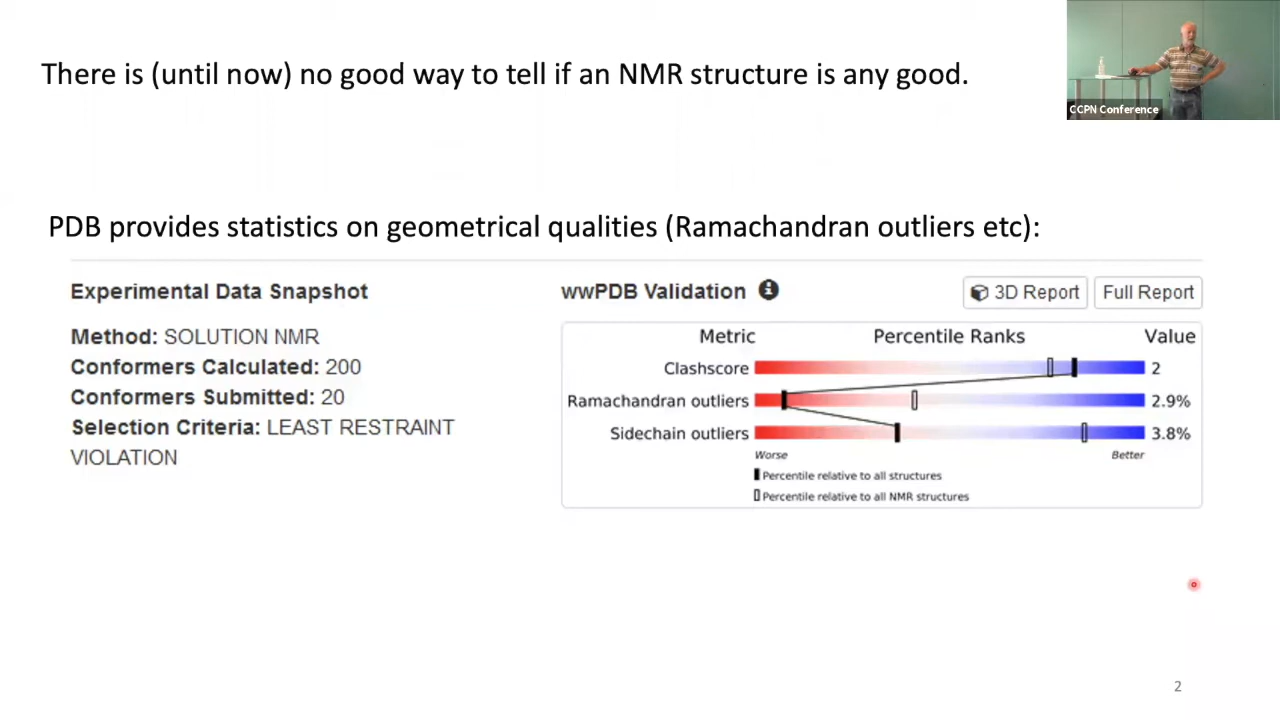 There is (until now) no good way to tell if an NMR structure is any good.
CCPN Conference
PDB provides statistics on geometrical qualities (Ramachandran outliers etc):
Experimental Data Snapshot
Method: SOLUTION NMR
Conformers Calculated: 200
Conformers Submitted: 20
Selection Criteria: LEAST RESTRAINT
VIOLATION
wwPDB Validation
3D Report
Full Report
Metric Percentile Ranks Value
Clashscore 2
Ramachandran outliers 2.9%
Sidechain outliers 3.8%
Worse Better
Percentile relative to all structures
Percentile relative to all NMR structures
2